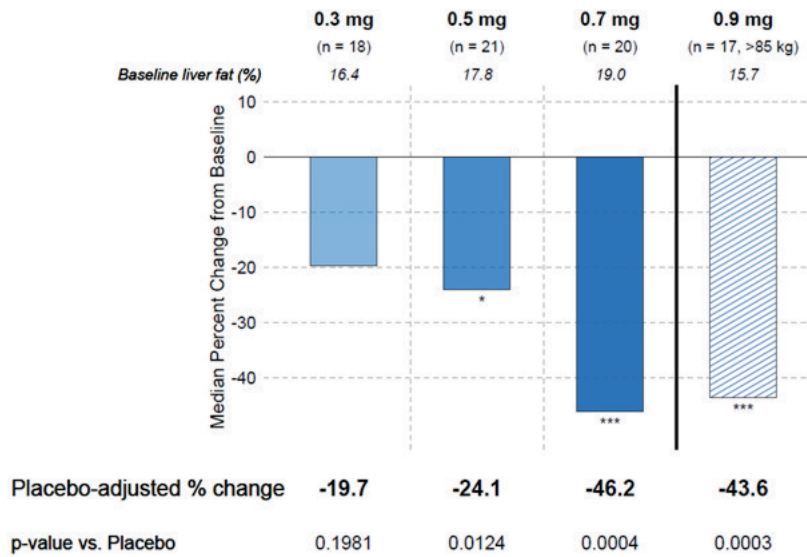 0.3 mg 0.5 mg 0.7 mg 0.9 mg
(n = 18) (n = 21) (n = 20) (n = 17, >85 kg)
Baseline liver fat (%) 16.4 17.8 19.0 15.7
Median Percent Change from Baseline
10
0
-10
-20
-30
-40
*
***
***
Placebo-adjusted % change -19.7 -24.1 -46.2 -43.6
p-value vs. Placebo 0.1981 0.0124 0.0004 0.0003